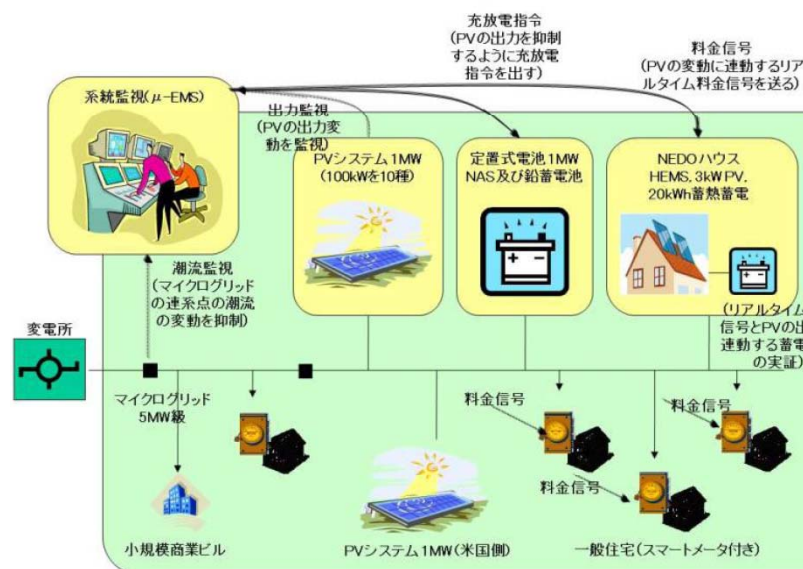 充放電指令
(PVの出力を抑制
するように充放電
指令を出す)
料金信号
(PVの変動に連動するリア
ルタイム料金信号を送る)
系統監視(μ-EMS)
出力監視
(PVの出力変
動を監視)
PVシステム1MW
(100kWを10種)
定置式電池1MW
NAS及び鉛蓄電池
NEDOハウス
HEMS, 3kW PV,
20kWh蓄熱蓄電
潮流監視
(マイクログリッド
の連系点の潮流
の変動を抑制)
(リアルタイム
信号とPVの出
連動する蓄電
の実証)
変電所
マイクログリッド
5MW級
料金信号
料金信号
料金信号
小規模商業ビル
PVシステム1MW(米国側)
一般住宅(スマートメータ付き)